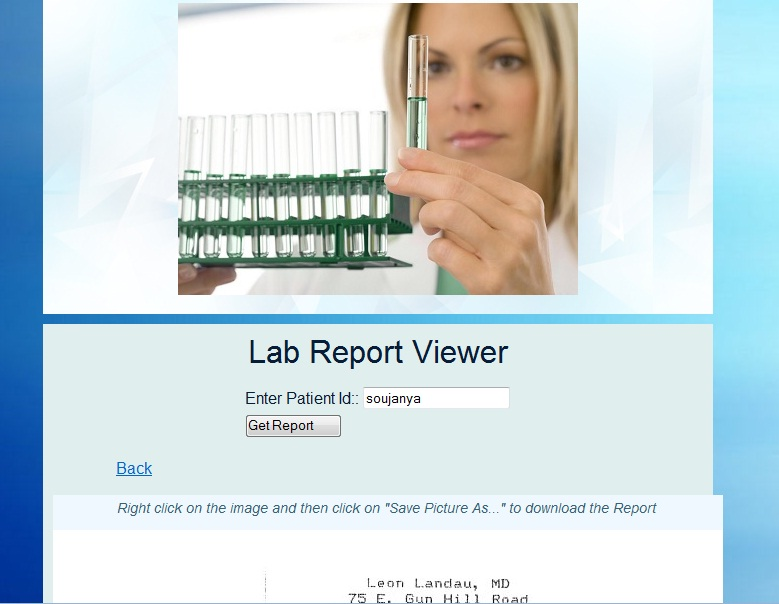 Lab Report Viewer
Enter Patient Id:: soujanya
Get Report
Back
Right click on the image and then click on "Save Picture As..." to download the Report
Leon Landau, MD
75 E. Gun Hill Road